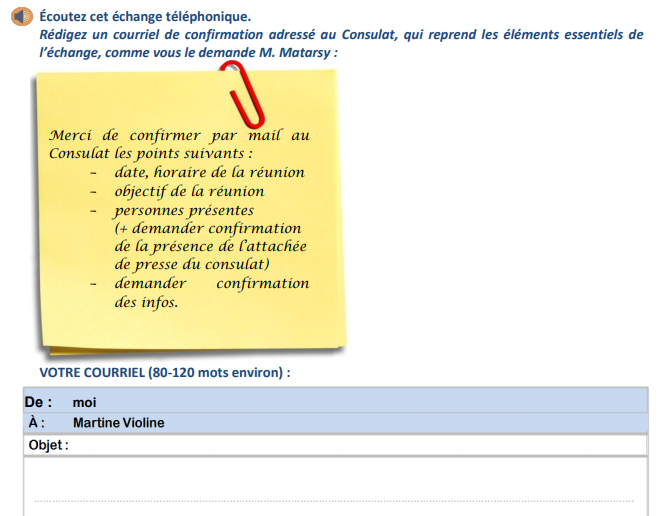 Écoutez cet échange téléphonique.
Rédigez un courriel de confirmation adressé au Consulat, qui reprend les éléments essentiels de
l'échange, comme vous le demande M. Matarsy :
Merci de confirmer par mail au
Consulat les points suivants :
- date, horaire de la réunion
- objectif de la réunion
- personnes présentes
(+ demander confirmation
de la présence de l'attachée
de presse du consulat)
- demander confirmation
des infos.
VOTRE COURRIEL (80-120 mots environ) :
De : moi
À : Martine Violine
Objet :